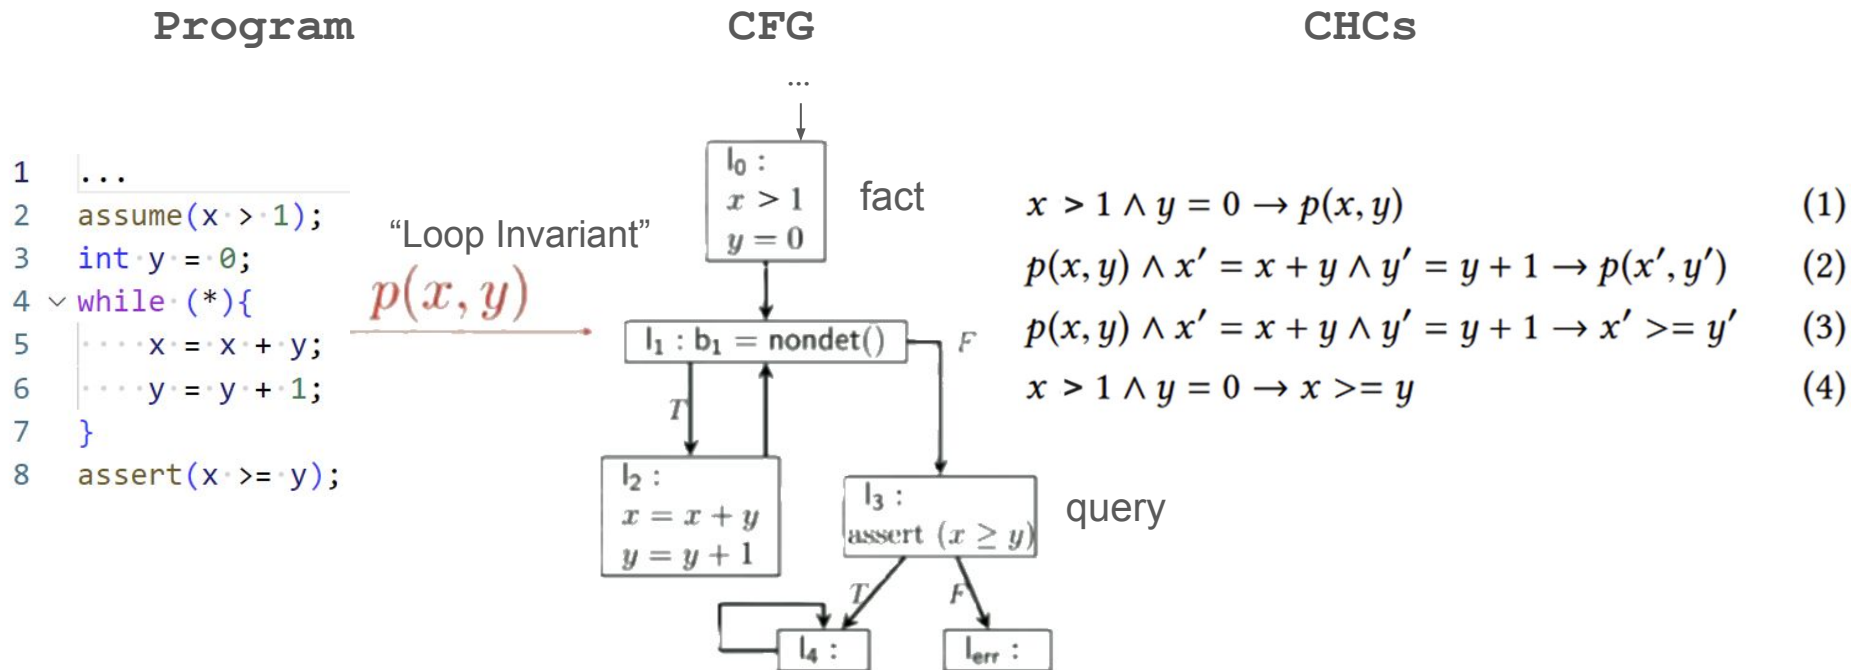 Program
CFG
CHCs
1 ...
2 assume(x > 1);
3 int y = 0;
4 while (*){
5 x = x + y;
6 y = y + 1;
7 }
8 assert(x >= y);
“Loop Invariant”
p(x, y)
...
l₀ :
x > 1
y = 0
fact
l₁ : b₁ = nondet()
F
T
l₂ :
x = x + y
y = y + 1
l₃ :
assert (x ≥ y)
query
T
F
l₄ :
lerr :
x > 1 ∧ y = 0 → p(x, y) (1)
p(x, y) ∧ x′ = x + y ∧ y′ = y + 1 → p(x′, y′) (2)
p(x, y) ∧ x′ = x + y ∧ y′ = y + 1 → x′ >= y′ (3)
x > 1 ∧ y = 0 → x >= y (4)